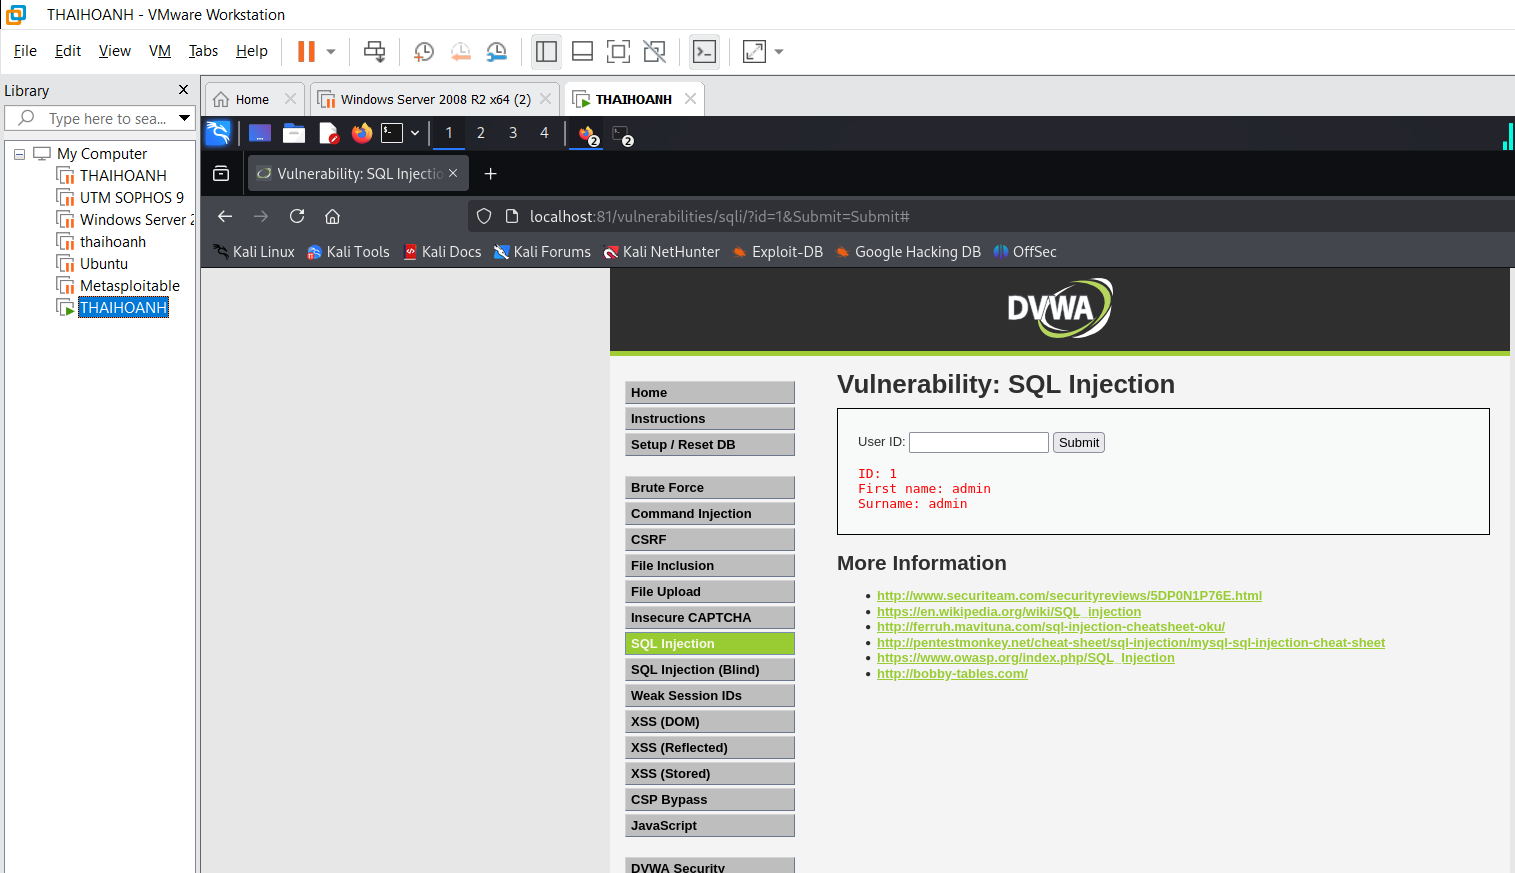 THAIHOANH - VMware Workstation
File Edit View VM Tabs Help
Library
Type here to sea...
Home
Windows Server 2008 R2 x64 (2)
THAIHOANH
My Computer
THAIHOANH
UTM SOPHOS 9
Windows Server 2
thaihoanh
Ubuntu
Metasploitable
THAIHOANH
1 2 3 4 2 2
Vulnerability: SQL Injectio
localhost:81/vulnerabilities/sqli/?id=1&Submit=Submit#
Kali Linux Kali Tools Kali Docs Kali Forums Kali NetHunter Exploit-DB Google Hacking DB OffSec
DVWA
Home
Instructions
Setup / Reset DB
Brute Force
Command Injection
CSRF
File Inclusion
File Upload
Insecure CAPTCHA
SQL Injection
SQL Injection (Blind)
Weak Session IDs
XSS (DOM)
XSS (Reflected)
XSS (Stored)
CSP Bypass
JavaScript
DVWA Security
Vulnerability: SQL Injection
User ID: Submit
ID: 1
First name: admin
Surname: admin
More Information
http://www.securiteam.com/securityreviews/5DP0N1P76E.html
https://en.wikipedia.org/wiki/SQL_injection
http://ferruh.mavituna.com/sql-injection-cheatsheet-oku/
http://pentestmonkey.net/cheat-sheet/sql-injection/mysql-sql-injection-cheat-sheet
https://www.owasp.org/index.php/SQL_Injection
http://bobby-tables.com/